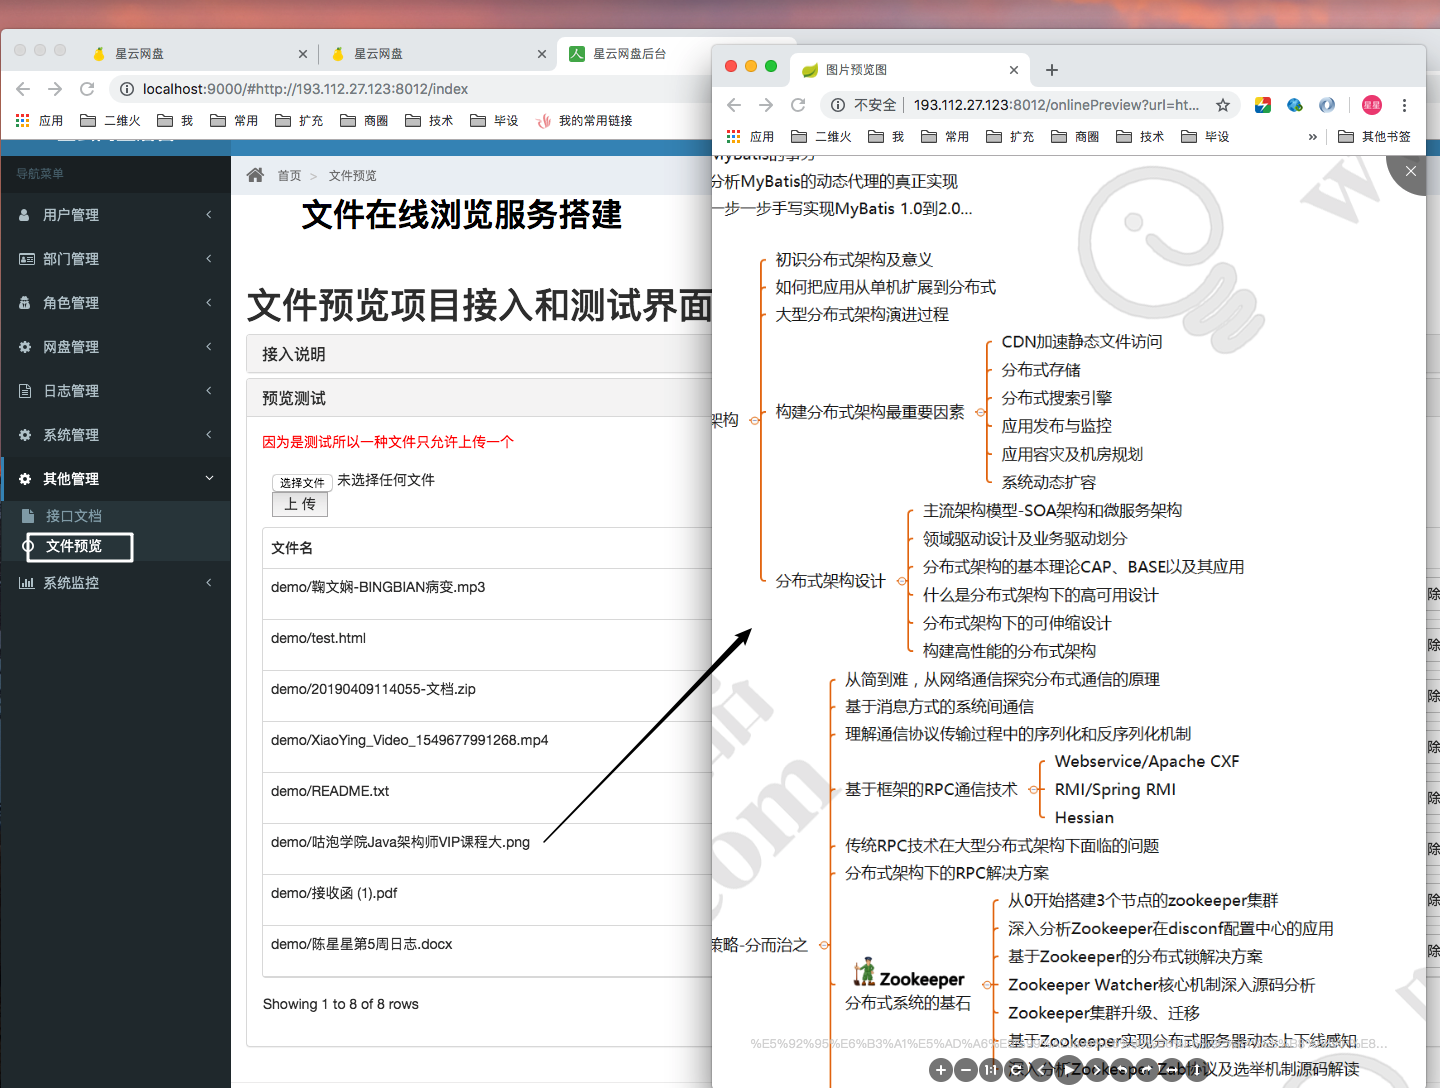 星云网盘
星云网盘
星云网盘后台
localhost:9000/#http://193.112.27.123:8012/index
应用
二维火
我
常用
扩充
商圈
技术
毕设
我的常用链接
导航菜单
用户管理
部门管理
角色管理
网盘管理
日志管理
系统管理
其他管理
接口文档
文件预览
系统监控
首页 > 文件预览
文件在线浏览服务搭建
文件预览项目接入和测试界面
接入说明
预览测试
因为是测试所以一种文件只允许上传一个
选择文件 未选择任何文件
上 传
文件名
demo/鞠文娴-BINGBIAN病变.mp3
demo/test.html
demo/20190409114055-文档.zip
demo/XiaoYing_Video_1549677991268.mp4
demo/README.txt
demo/咕泡学院Java架构师VIP课程大.png
demo/接收函 (1).pdf
demo/陈星星第5周日志.docx
Showing 1 to 8 of 8 rows
图片预览图
不安全 193.112.27.123:8012/onlinePreview?url=ht...
星星
应用
二维火
我
常用
扩充
商圈
技术
毕设
»
其他书签
MyBatis的事务
分析MyBatis的动态代理的真正实现
一步一步手写实现MyBatis 1.0到2.0...
初识分布式架构及意义
如何把应用从单机扩展到分布式
大型分布式架构演进过程
架构
构建分布式架构最重要因素
CDN加速静态文件访问
分布式存储
分布式搜索引擎
应用发布与监控
应用容灾及机房规划
系统动态扩容
分布式架构设计
主流架构模型-SOA架构和微服务架构
领域驱动设计及业务驱动划分
分布式架构的基本理论CAP、BASE以及其应用
什么是分布式架构下的高可用设计
分布式架构下的可伸缩设计
构建高性能的分布式架构
从简到难，从网络通信探究分布式通信的原理
基于消息方式的系统间通信
理解通信协议传输过程中的序列化和反序列化机制
基于框架的RPC通信技术
Webservice/Apache CXF
RMI/Spring RMI
Hessian
传统RPC技术在大型分布式架构下面临的问题
分布式架构下的RPC解决方案
策略-分而治之
Zookeeper
分布式系统的基石
从0开始搭建3个节点的zookeeper集群
深入分析Zookeeper在disconf配置中心的应用
基于Zookeeper的分布式锁解决方案
Zookeeper Watcher核心机制深入源码分析
Zookeeper集群升级、迁移
基于Zookeeper实现分布式服务器动态上下线感知
深入分析Zookeeper Zab协议及选举机制源码解读
1:1
com
除
除
除
除
除
除
除
除